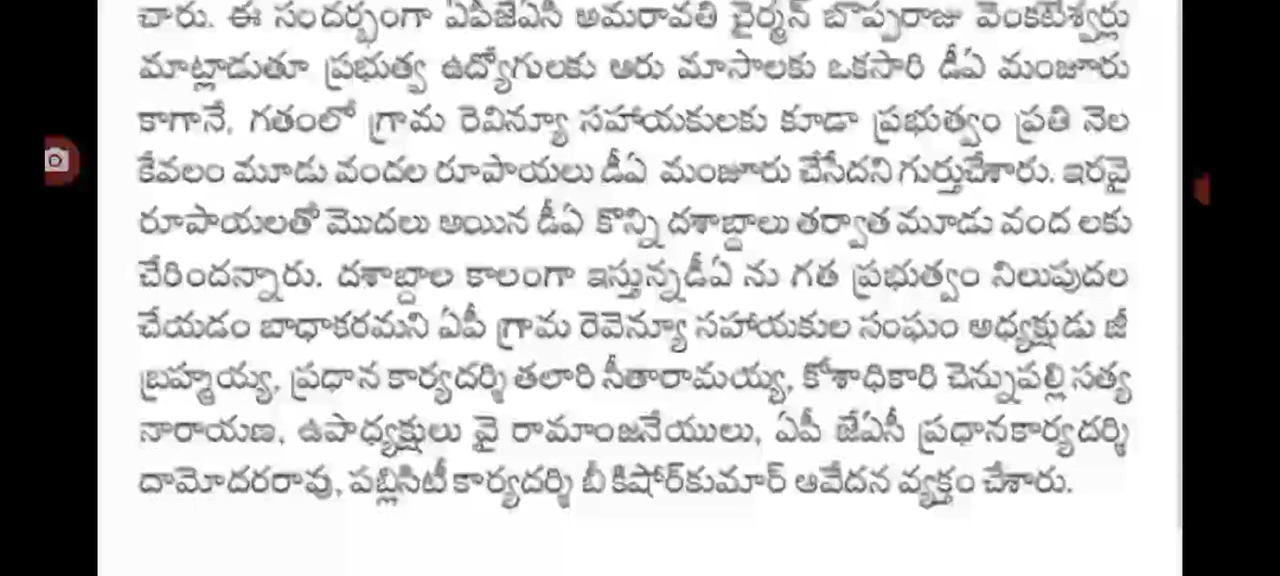 చారు. ఈ సందర్భంగా ఏపీజేఏసీ అమరావతి చైర్మన్ బొప్పరాజు వెంకటేశ్వర్లు
మాట్లాడుతూ ప్రభుత్వ ఉద్యోగులకు ఆరు మాసాలకు ఒకసారి డీఏ మంజూరు
కాగానే, గతంలో గ్రామ రెవిన్యూ సహాయకులకు కూడా ప్రభుత్వం ప్రతి నెల
కేవలం మూడు వందల రూపాయలు డీఏ మంజూరు చేసేదని గుర్తుచేశారు. ఇరవై
రూపాయలతో మొదలు అయిన డీఏ కొన్ని దశాబ్దాలు తర్వాత మూడు వంద లకు
చేరిందన్నారు. దశాబ్దాల కాలంగా ఇస్తున్నడీఏ ను గత ప్రభుత్వం నిలుపుదల
చేయడం బాధాకరమని ఏపీ గ్రామ రెవెన్యూ సహాయకుల సంఘం అధ్యక్షుడు జీ
బ్రహ్మయ్య, ప్రధాన కార్యదర్శి తలారి సీతారామయ్య, కోశాధికారి చెన్నుపల్లి సత్య
నారాయణ, ఉపాధ్యక్షులు వై రామాంజనేయులు, ఏపీ జేఏసీ ప్రధానకార్యదర్శి
దామోదరరావు, పబ్లిసిటీ కార్యదర్శి బీ కిషోర్‌కుమార్ ఆవేదన వ్యక్తం చేశారు.